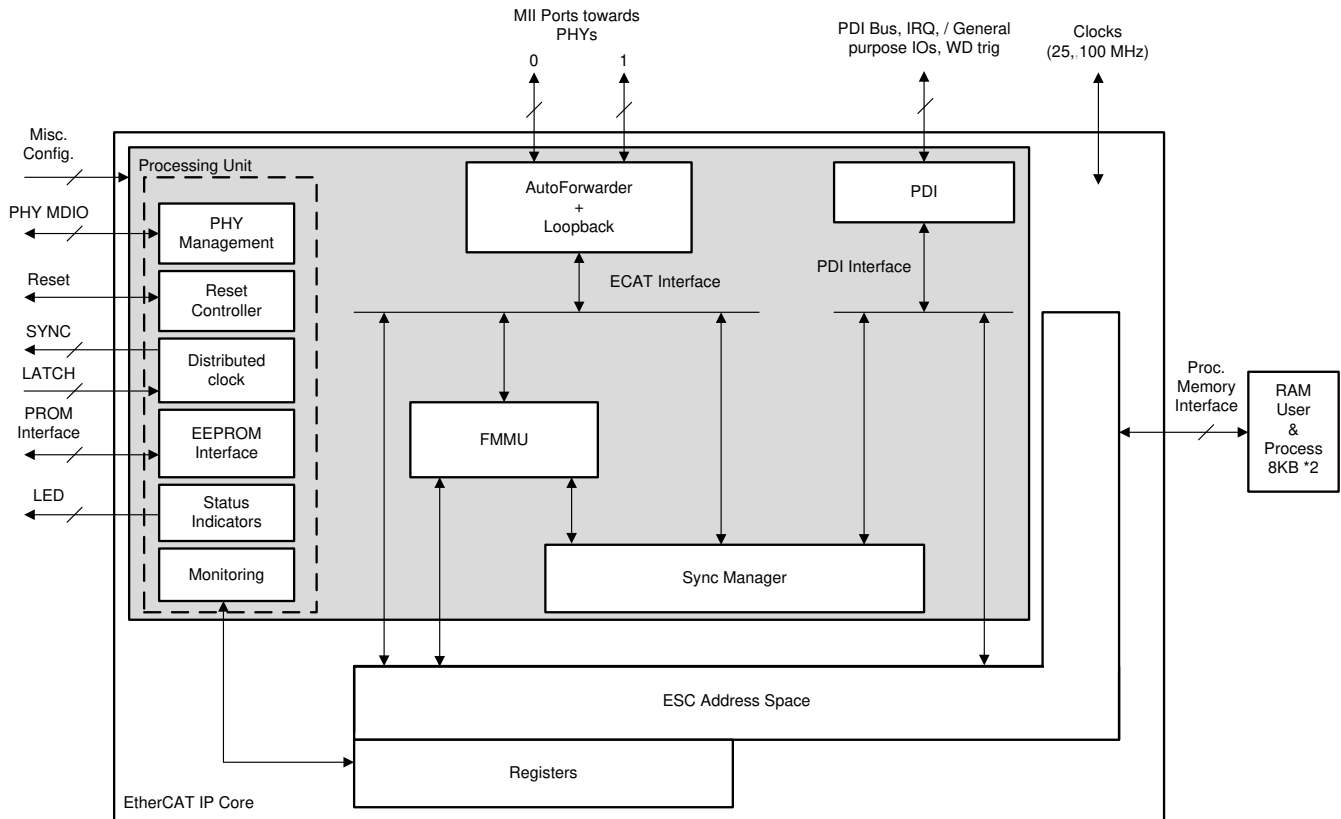 MII Ports towards
PHYs
0
1
PDI Bus, IRQ, / General
purpose IOs, WD trig
Clocks
(25, 100 MHz)
Misc.
Config.
PHY MDIO
Reset
SYNC
LATCH
PROM
Interface
LED
Processing Unit
PHY
Management
Reset
Controller
Distributed
clock
EEPROM
Interface
Status
Indicators
Monitoring
AutoForwarder
+
Loopback
ECAT Interface
PDI
PDI Interface
FMMU
Sync Manager
ESC Address Space
Registers
EtherCAT IP Core
Proc.
Memory
Interface
RAM
User
&
Process
8KB *2